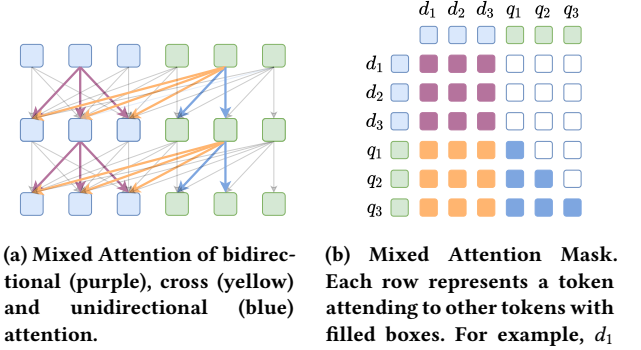 d1 d2 d3 q1 q2 q3
d1
d2
d3
q1
q2
q3
(a) Mixed Attention of bidirec-
tional (purple), cross (yellow)
and unidirectional (blue)
attention.
(b) Mixed Attention Mask.
Each row represents a token
attending to other tokens with
filled boxes. For example, d1